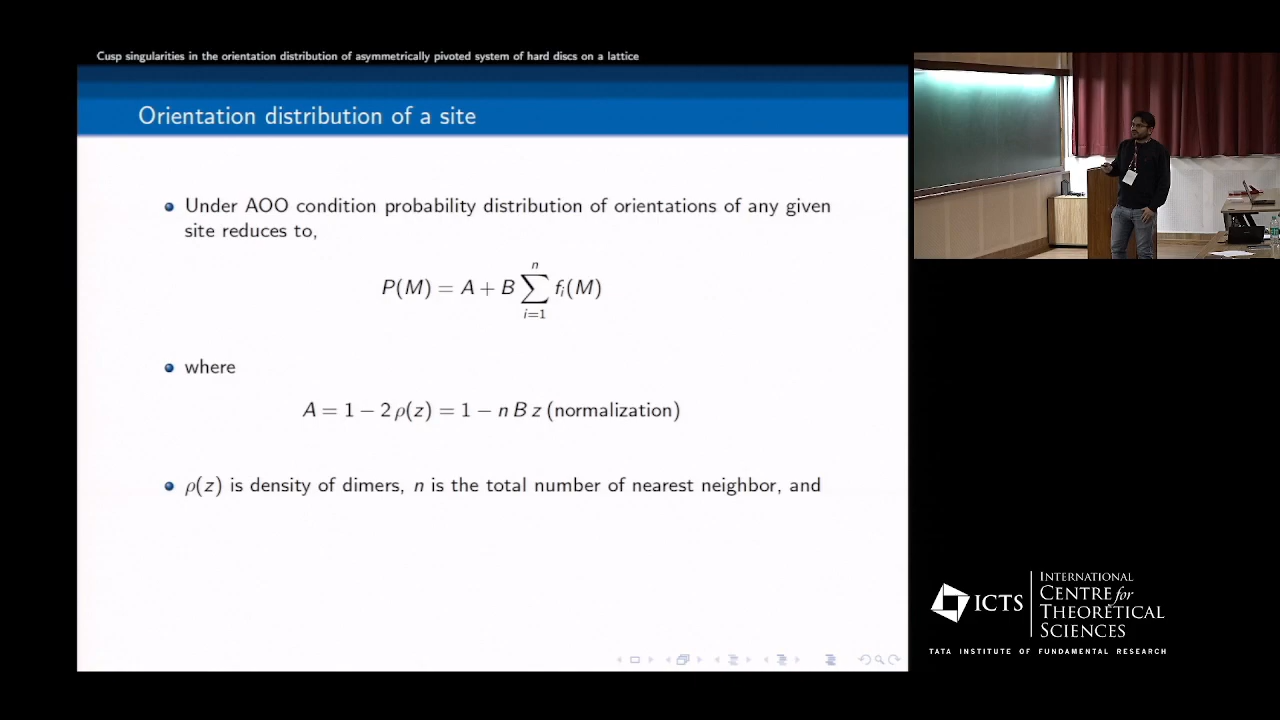 Cusp singularities in the orientation distribution of asymmetrically pivoted system of hard discs on a lattice
Orientation distribution of a site
Under AOO condition probability distribution of orientations of any given
site reduces to,
P(M) = A + B ∑_{i=1}^{n} f_i(M)
where
A = 1 − 2 ρ(z) = 1 − n B z (normalization)
ρ(z) is density of dimers, n is the total number of nearest neighbor, and
ICTS
INTERNATIONAL
CENTRE for
THEORETICAL
SCIENCES
TATA INSTITUTE OF FUNDAMENTAL RESEARCH